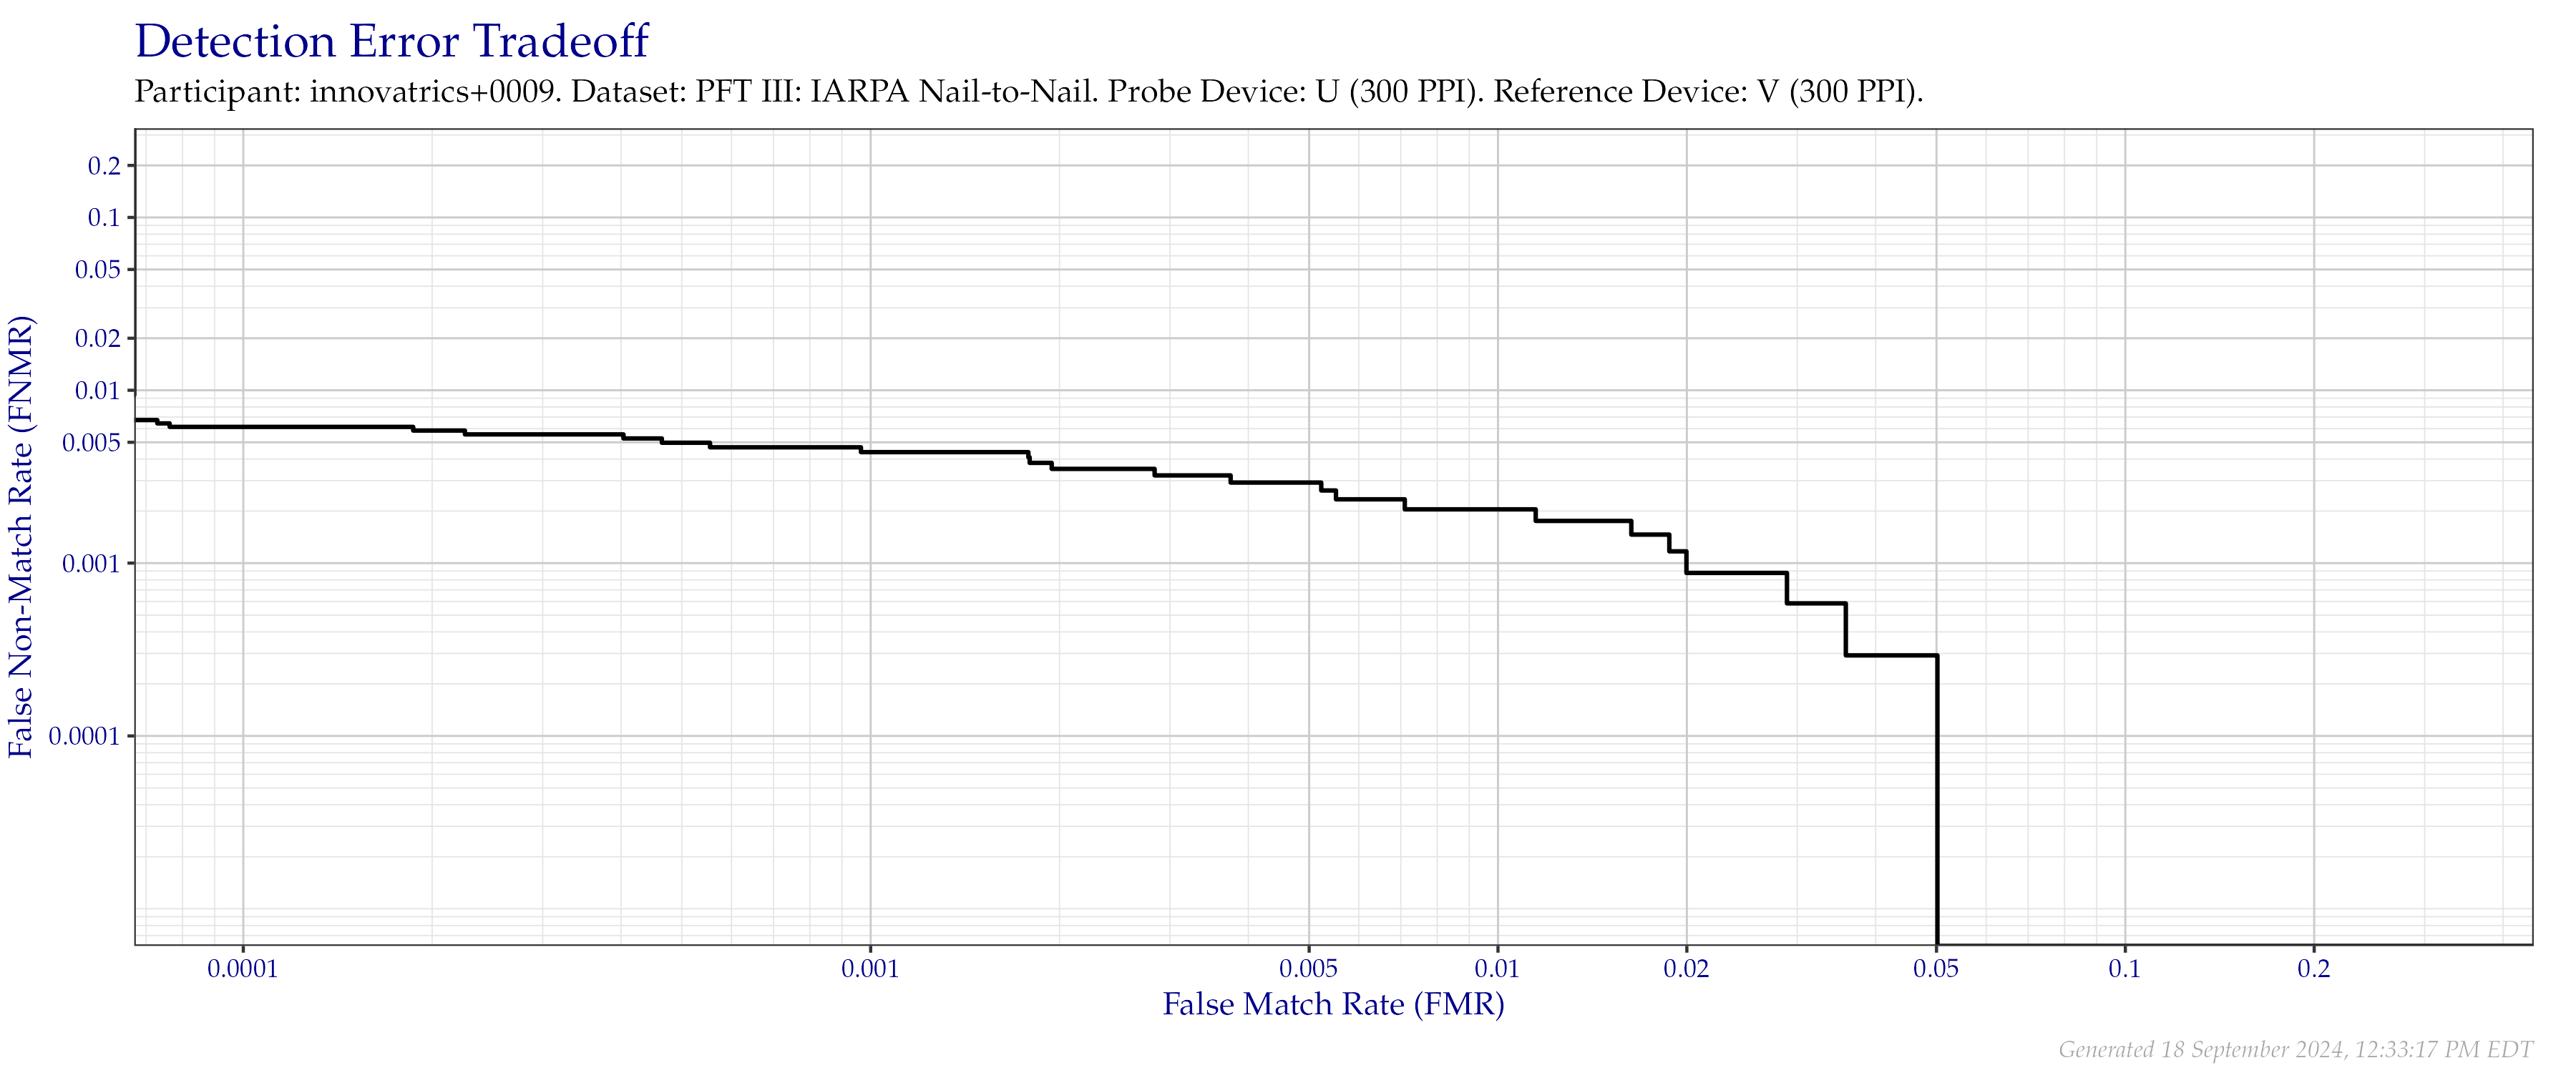 Detection Error Tradeoff
Participant: innovatrics+0009. Dataset: PFT III: IARPA Nail-to-Nail. Probe Device: U (300 PPI). Reference Device: V (300 PPI).
False Non-Match Rate (FNMR)
0.2
0.1
0.05
0.02
0.01
0.005
0.001
0.0001
0.0001 0.001 0.005 0.01 0.02 0.05 0.1 0.2
False Match Rate (FMR)
Generated 18 September 2024, 12:33:17 PM EDT